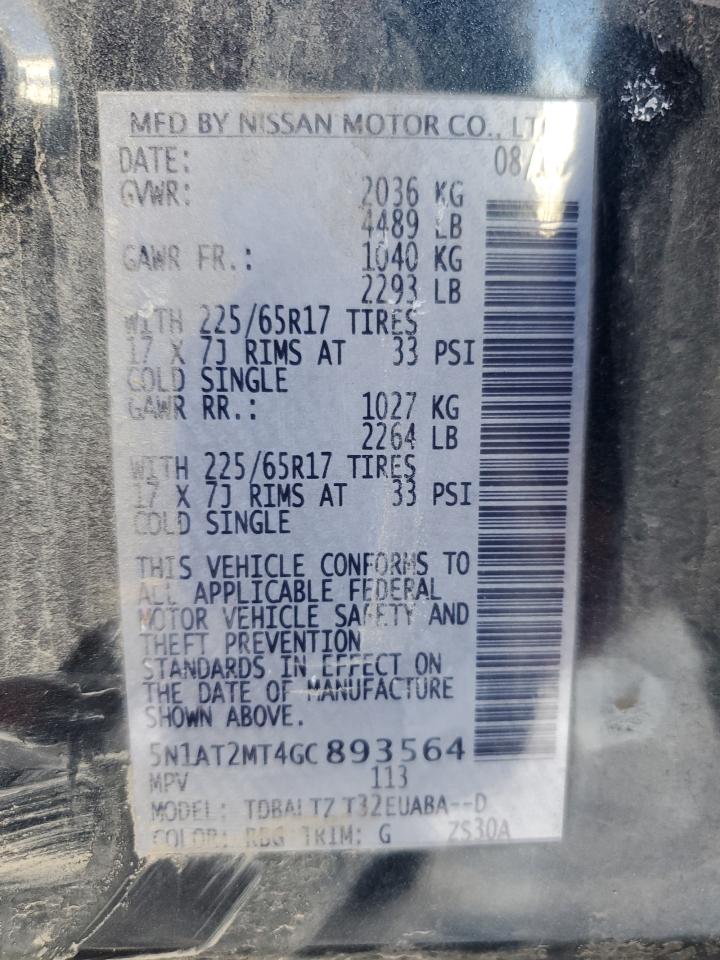 MFD BY NISSAN MOTOR CO., LTD
DATE: 08/
GVWR: 2036 KG
4489 LB
GAWR FR.: 1040 KG
2293 LB
WITH 225/65R17 TIRES
17 X 7J RIMS AT 33 PSI
COLD SINGLE
GAWR RR.: 1027 KG
2264 LB
WITH 225/65R17 TIRES
17 X 7J RIMS AT 33 PSI
COLD SINGLE
THIS VEHICLE CONFORMS TO
ALL APPLICABLE FEDERAL
MOTOR VEHICLE SAFETY AND
THEFT PREVENTION
STANDARDS IN EFFECT ON
THE DATE OF MANUFACTURE
SHOWN ABOVE.
5N1AT2MT4GC893564
MPV 113
MODEL: T32EUABA--D
COLOR: TRIM: G ZS30A